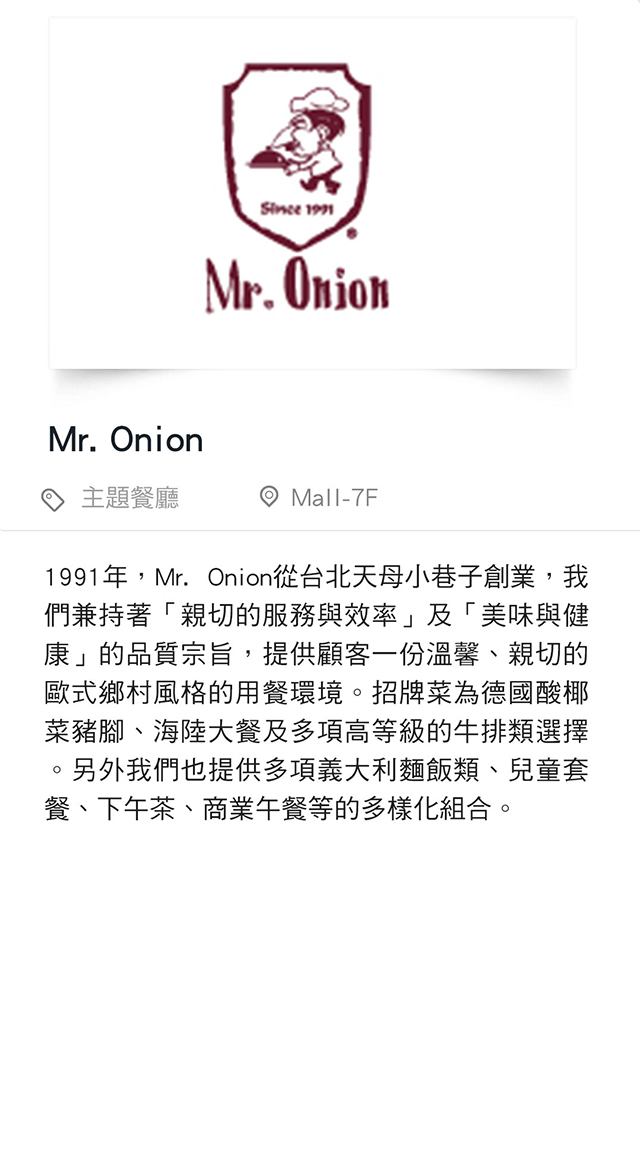 Since 1991
®
Mr. Onion
Mr. Onion
主題餐廳
Mall-7F
1991年，Mr. Onion從台北天母小巷子創業，我
們兼持著「親切的服務與效率」及「美味與健
康」的品質宗旨，提供顧客一份溫馨、親切的
歐式鄉村風格的用餐環境。招牌菜為德國酸椰
菜豬腳、海陸大餐及多項高等級的牛排類選擇
。另外我們也提供多項義大利麵飯類、兒童套
餐、下午茶、商業午餐等的多樣化組合。